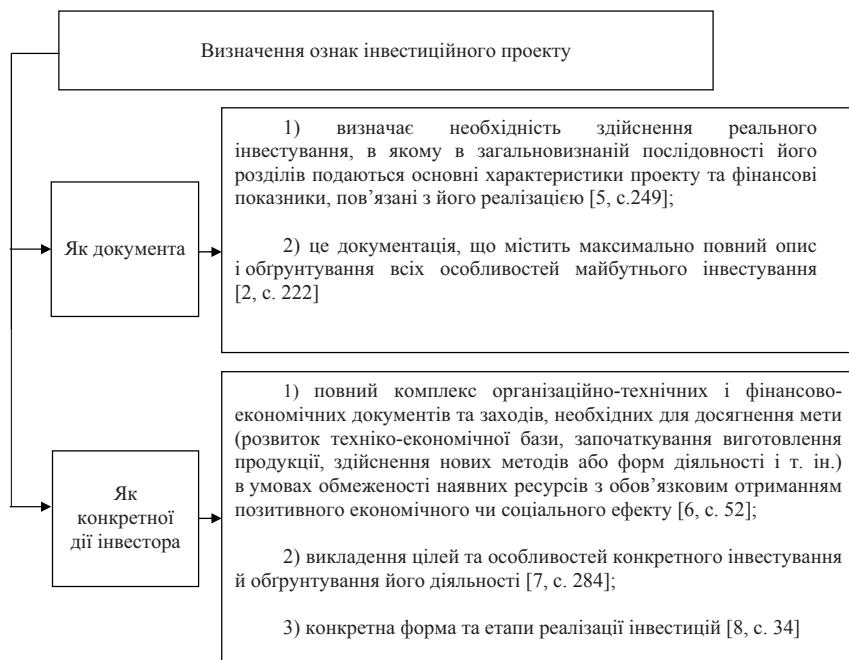 Визначення ознак інвестиційного проекту
Як документа
1) визначає необхідність здійснення реального
інвестування, в якому в загальновизнаній послідовності його
розділів подаються основні характеристики проекту та фінансові
показники, пов’язані з його реалізацією [5, с.249];
2) це документація, що містить максимально повний опис
і обґрунтування всіх особливостей майбутнього інвестування
[2, с. 222]
Як
конкретної
дії інвестора
1) повний комплекс організаційно-технічних і фінансово-
економічних документів та заходів, необхідних для досягнення мети
(розвиток техніко-економічної бази, започаткування виготовлення
продукції, здійснення нових методів або форм діяльності і т. ін.)
в умовах обмеженості наявних ресурсів з обов’язковим отриманням
позитивного економічного чи соціального ефекту [6, с. 52];
2) викладення цілей та особливостей конкретного інвестування
й обґрунтування його діяльності [7, с. 284];
3) конкретна форма та етапи реалізації інвестицій [8, с. 34]